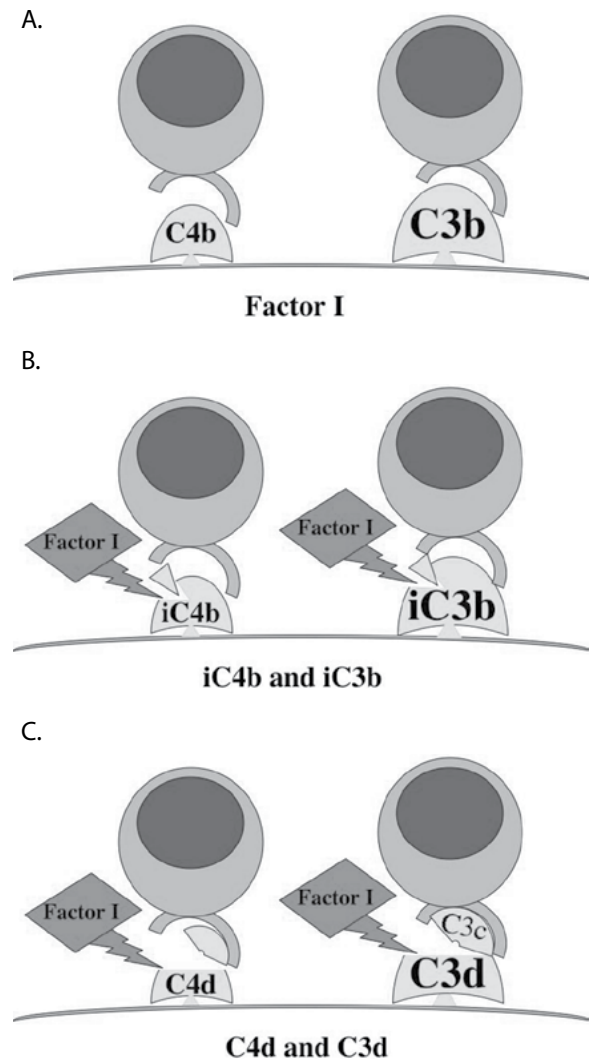 A.
C4b
C3b
Factor I
B.
Factor I
Factor I
iC4b
iC3b
iC4b and iC3b
C.
Factor I
Factor I
C3c
C4d
C3d
C4d and C3d